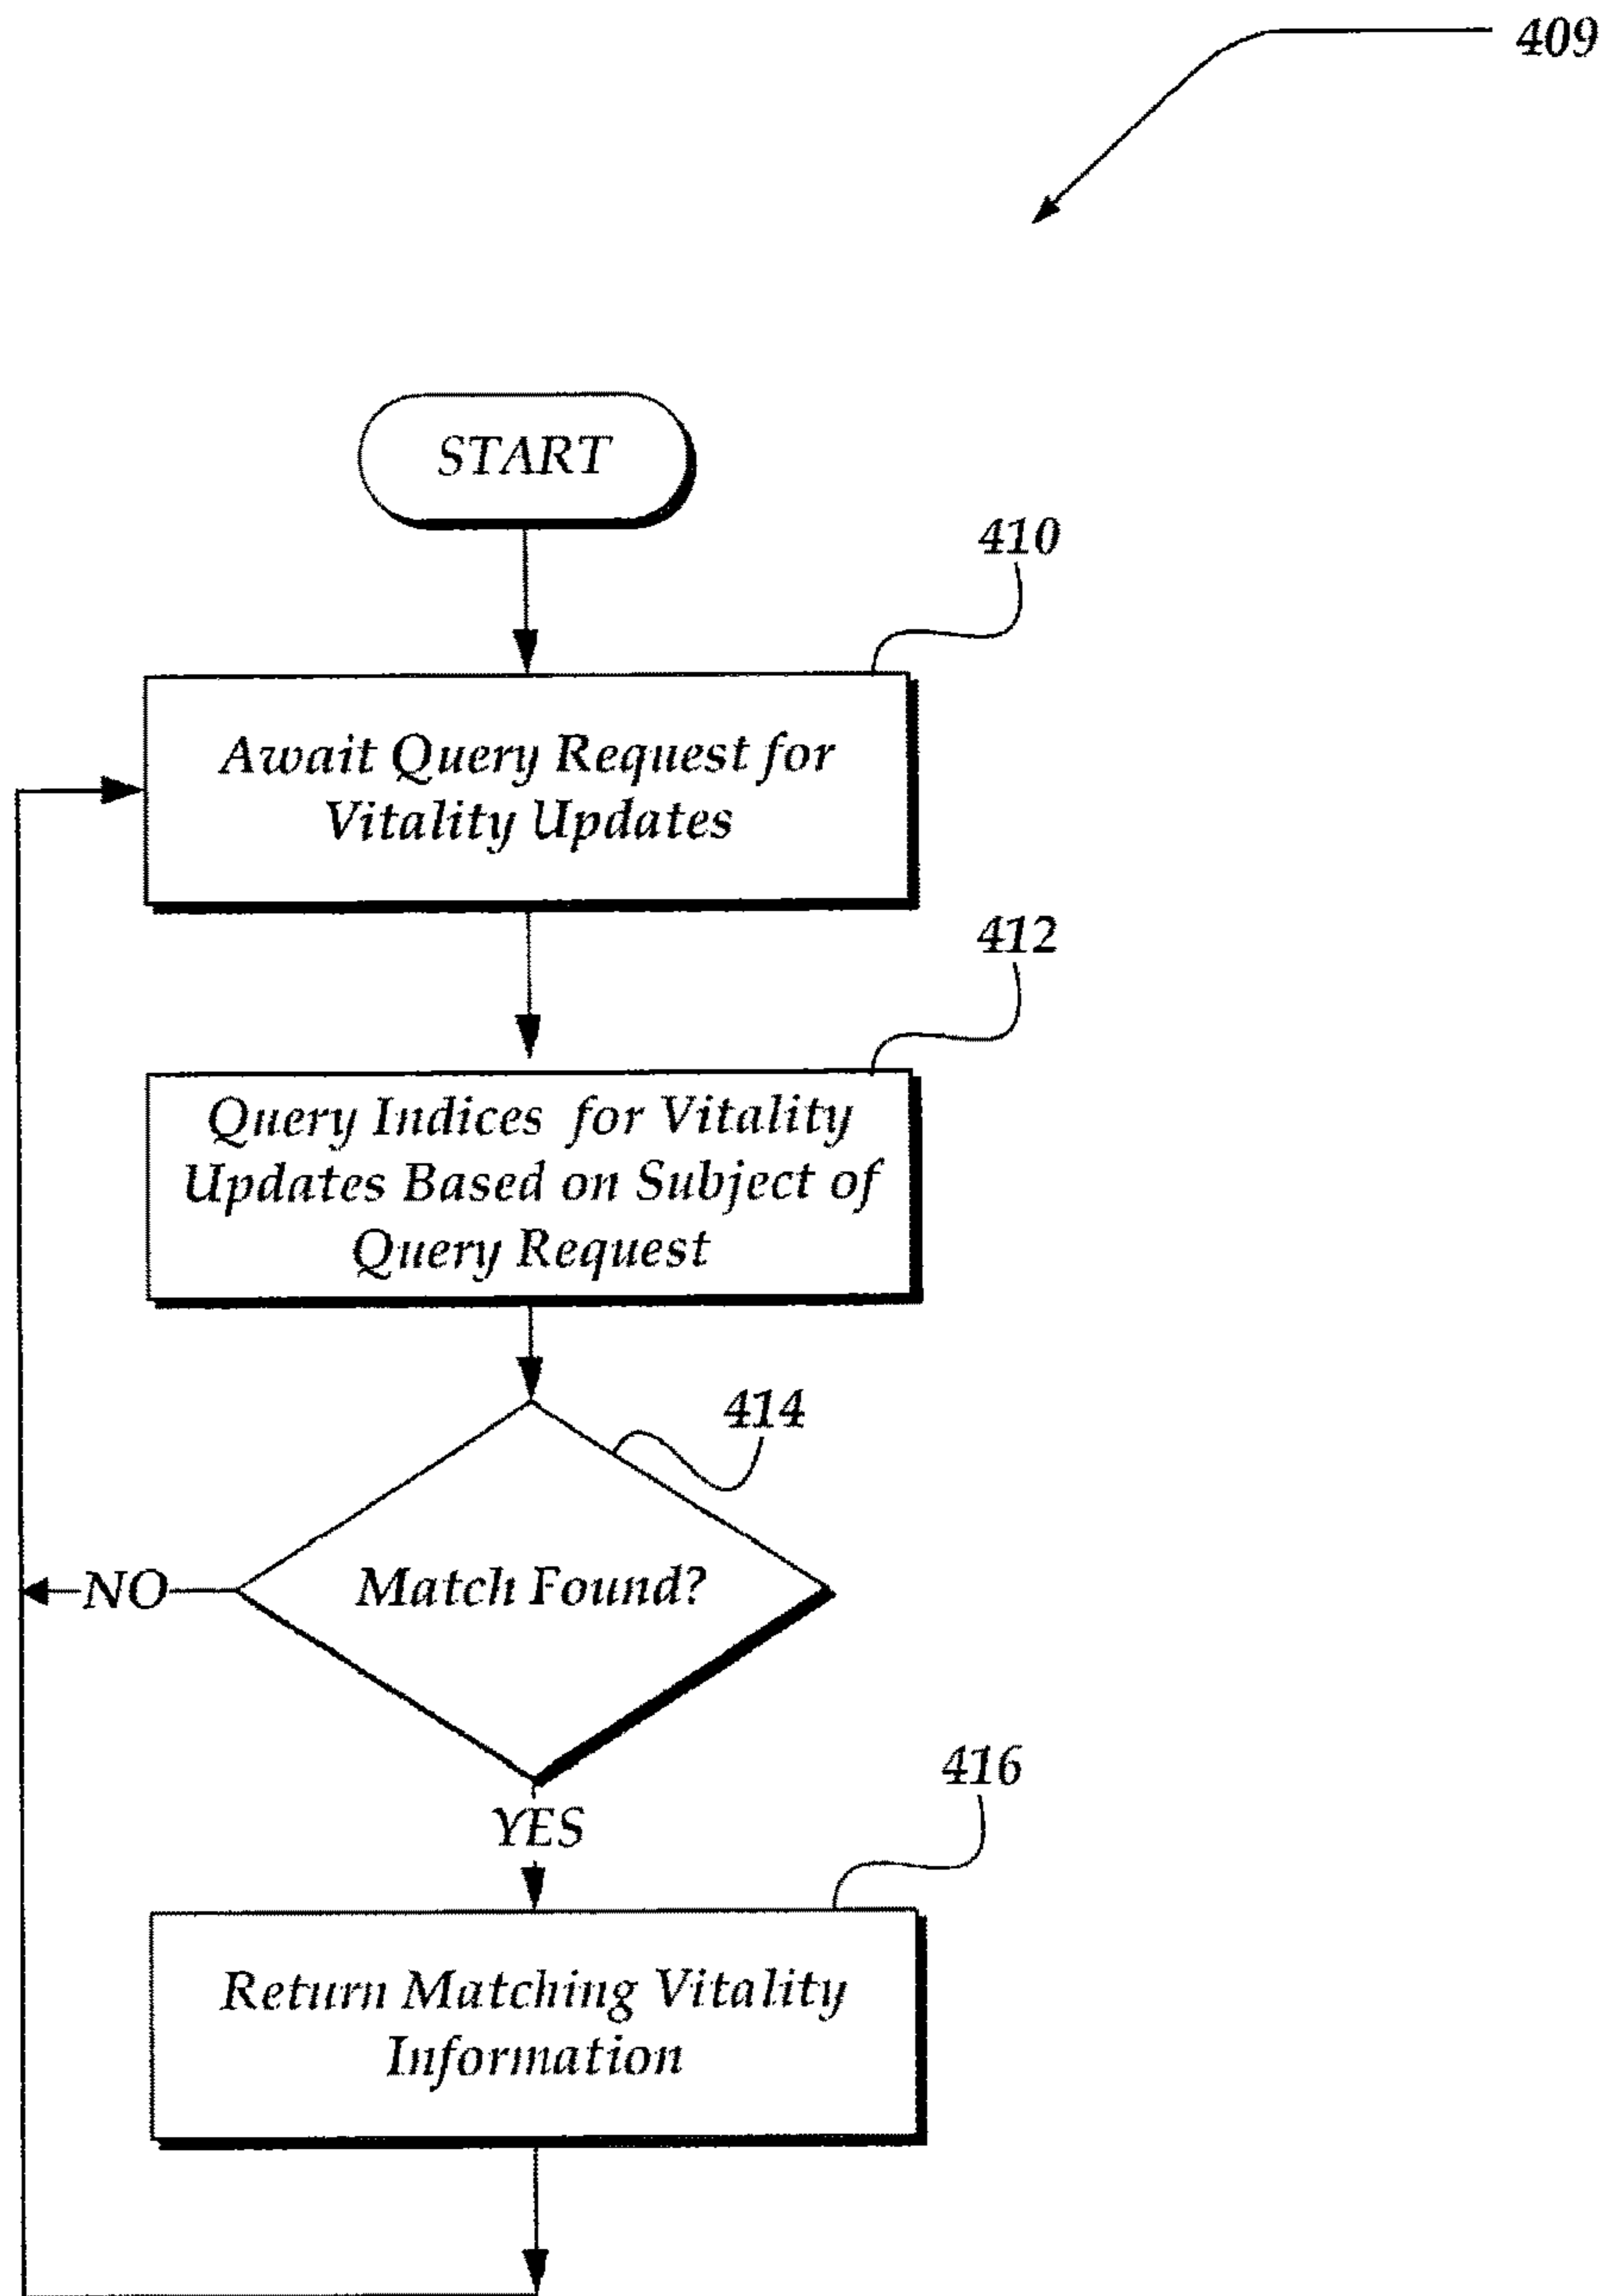 409
START
410
Await Query Request for
Vitality Updates
412
Query Indices for Vitality
Updates Based on Subject of
Query Request
414
Match Found?
NO
YES
416
Return Matching Vitality
Information